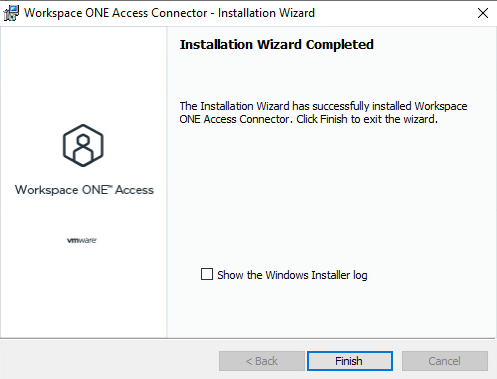 Workspace ONE Access Connector - Installation Wizard
Installation Wizard Completed
The Installation Wizard has successfully installed Workspace
ONE Access Connector. Click Finish to exit the wizard.
Workspace ONE™ Access
vmware
Show the Windows Installer log
< Back
Finish
Cancel